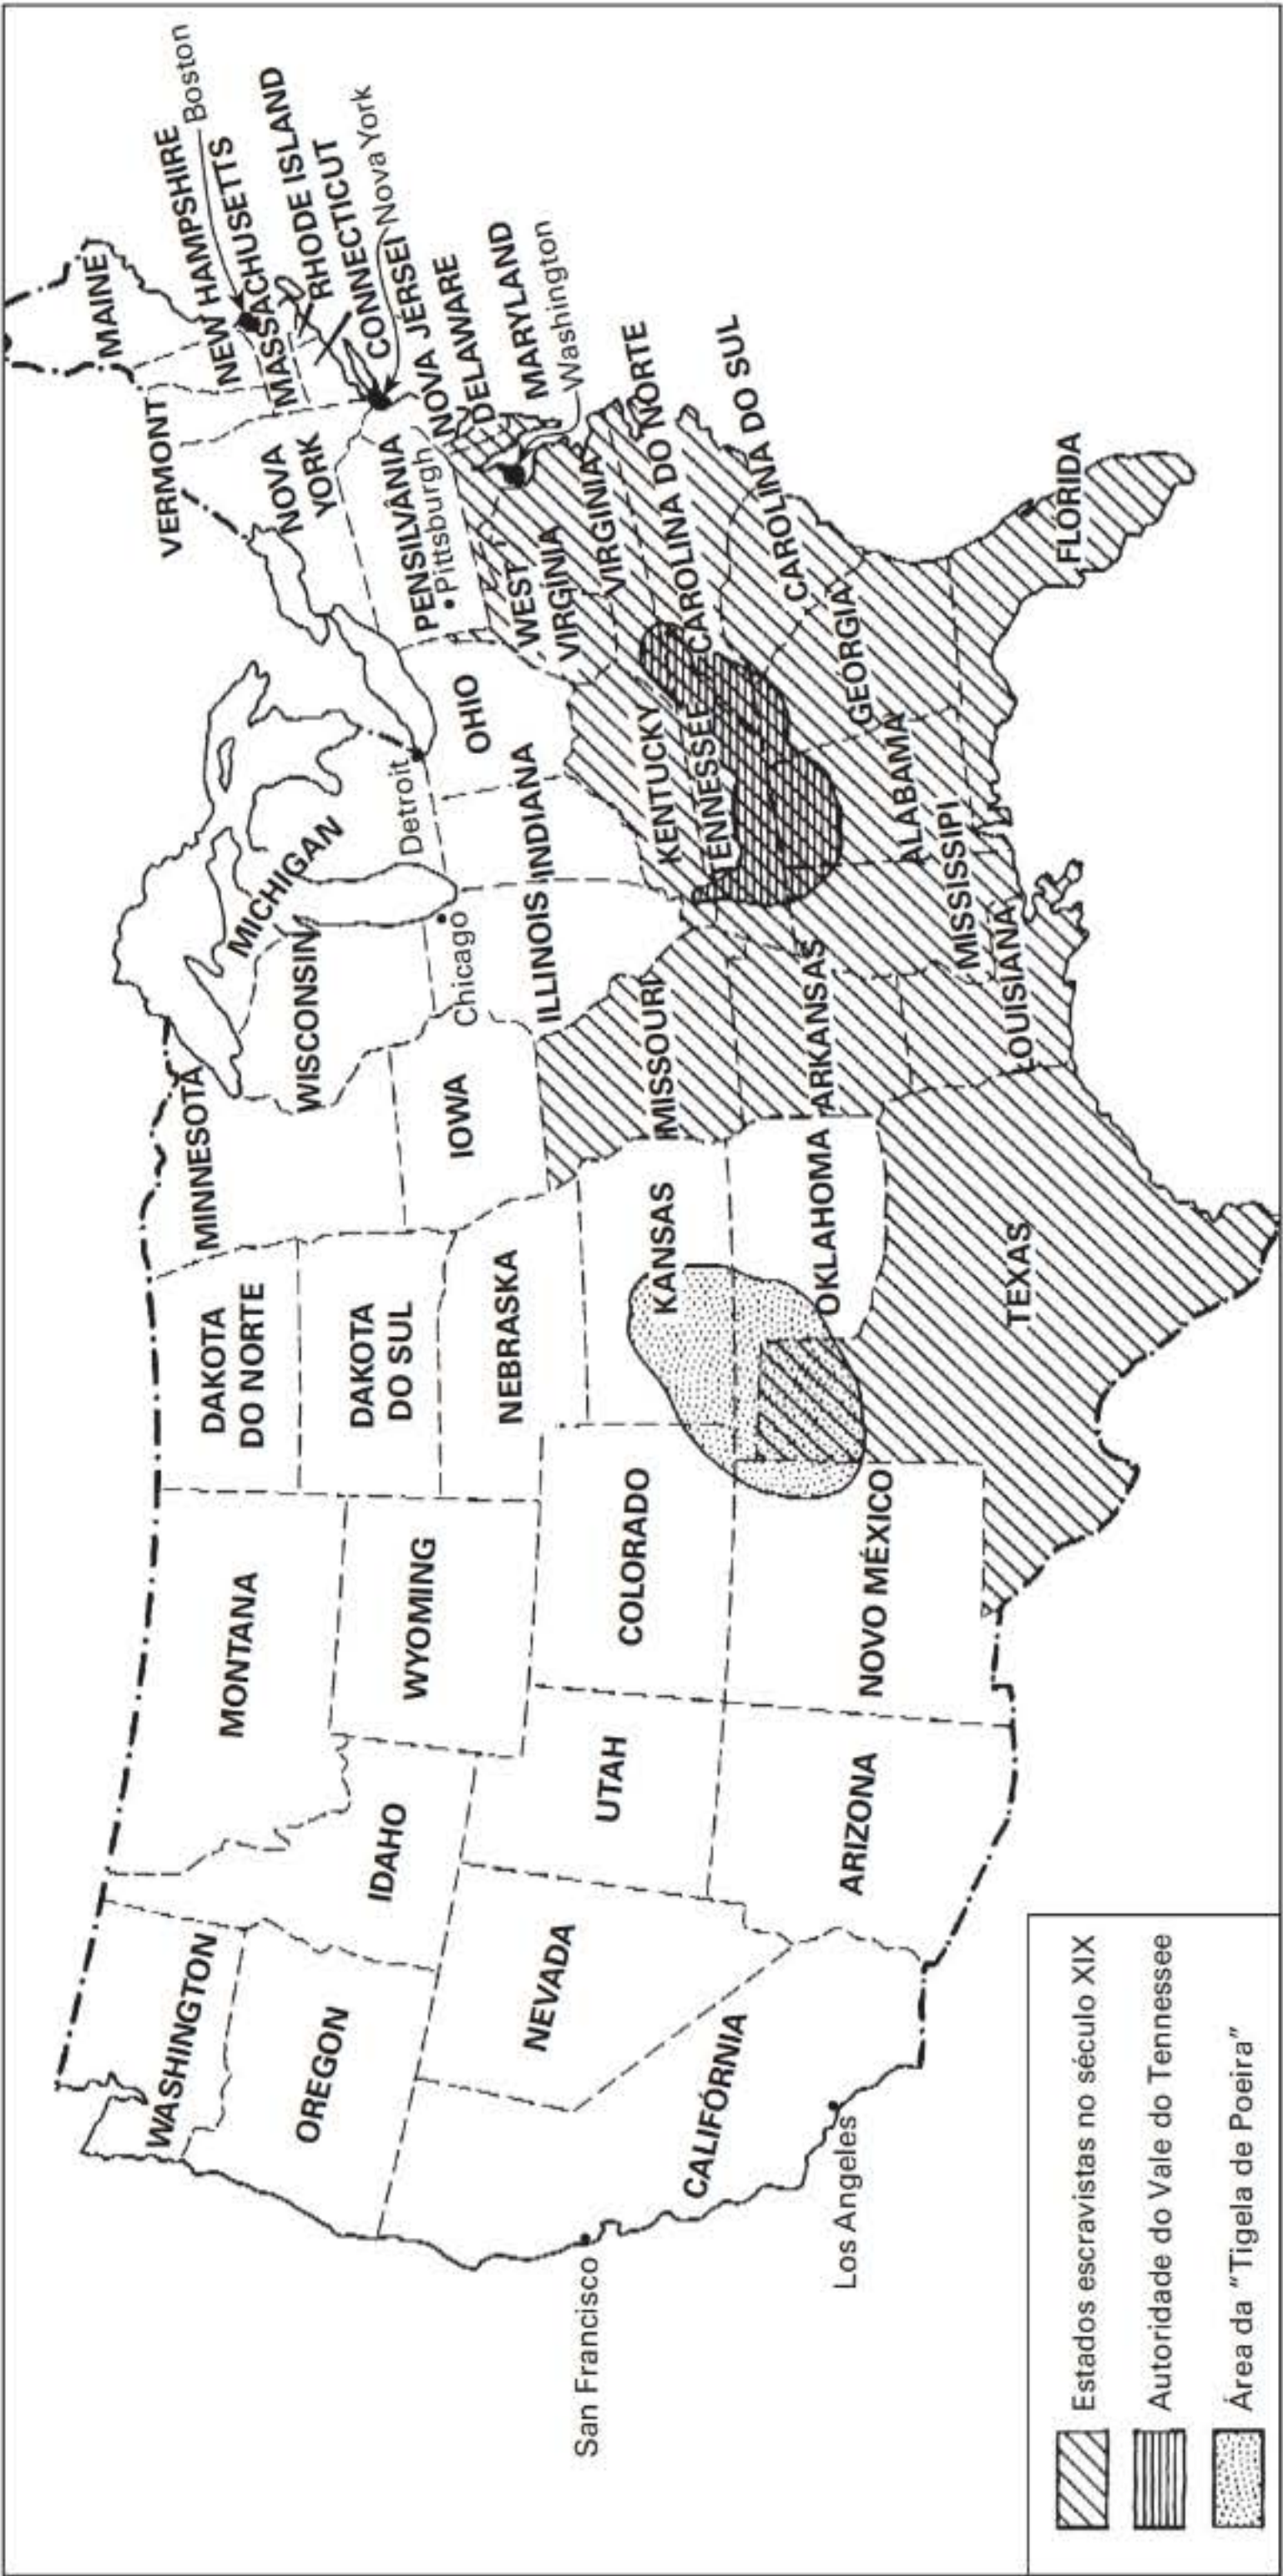 WASHINGTON
OREGON
CALIFÓRNIA
NEVADA
IDAHO
MONTANA
WYOMING
UTAH
COLORADO
ARIZONA
NOVO MÉXICO
DAKOTA
DO NORTE
DAKOTA
DO SUL
NEBRASKA
KANSAS
OKLAHOMA
TEXAS
MINNESOTA
IOWA
MISSOURI
ARKANSAS
LOUISIANA
WISCONSIN
MICHIGAN
ILLINOIS
INDIANA
OHIO
KENTUCKY
TENNESSEE
MISSISSIPI
ALABAMA
GEÓRGIA
FLORIDA
CAROLINA DO SUL
CAROLINA DO NORTE
VIRGINIA
WEST
VIRGINIA
PENSILVÂNIA
NOVA
YORK
VERMONT
MAINE
NEW HAMPSHIRE
MASSACHUSETTS
RHODE ISLAND
CONNECTICUT
NOVA JÉRSEI
DELAWARE
MARYLAND
San Francisco
Los Angeles
Chicago
Detroit
Pittsburgh
Boston
Nova York
Washington
Estados escravistas no século XIX
Autoridade do Vale do Tennessee
Área da "Tigela de Poeira"